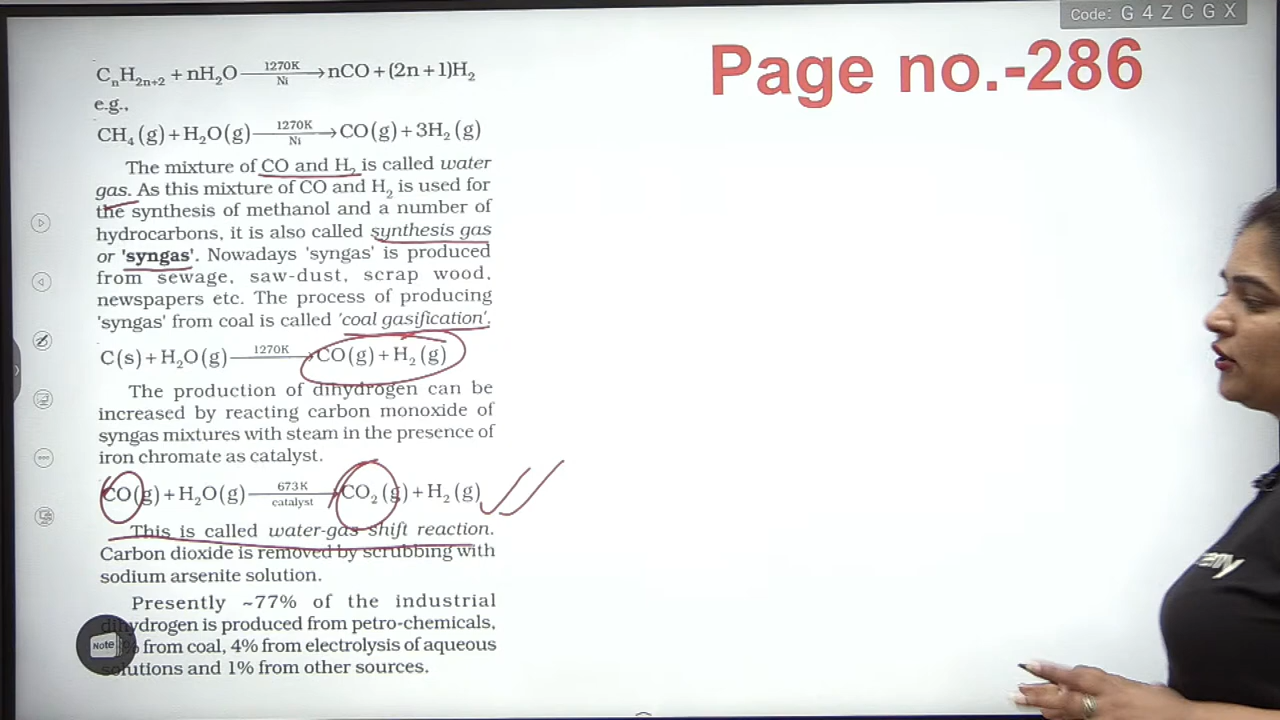 Code: G 4 Z C G X
Page no.-286
CₙH₂ₙ₊₂ + nH₂O —1270K/Ni→ nCO + (2n + 1)H₂
e.g.,
CH₄ (g) + H₂O(g) —1270K/Ni→ CO(g) + 3H₂ (g)
The mixture of CO and H₂ is called water
gas. As this mixture of CO and H₂ is used for
the synthesis of methanol and a number of
hydrocarbons, it is also called synthesis gas
or 'syngas'. Nowadays 'syngas' is produced
from sewage, saw-dust, scrap wood,
newspapers etc. The process of producing
'syngas' from coal is called 'coal gasification'.
C(s) + H₂O(g) —1270K→ CO(g) + H₂ (g)
The production of dihydrogen can be
increased by reacting carbon monoxide of
syngas mixtures with steam in the presence of
iron chromate as catalyst.
CO(g) + H₂O(g) —673K/catalyst→ CO₂ (g) + H₂ (g)
This is called water-gas shift reaction.
Carbon dioxide is removed by scrubbing with
sodium arsenite solution.
Presently ~77% of the industrial
dihydrogen is produced from petro-chemicals,
from coal, 4% from electrolysis of aqueous
solutions and 1% from other sources.
Note